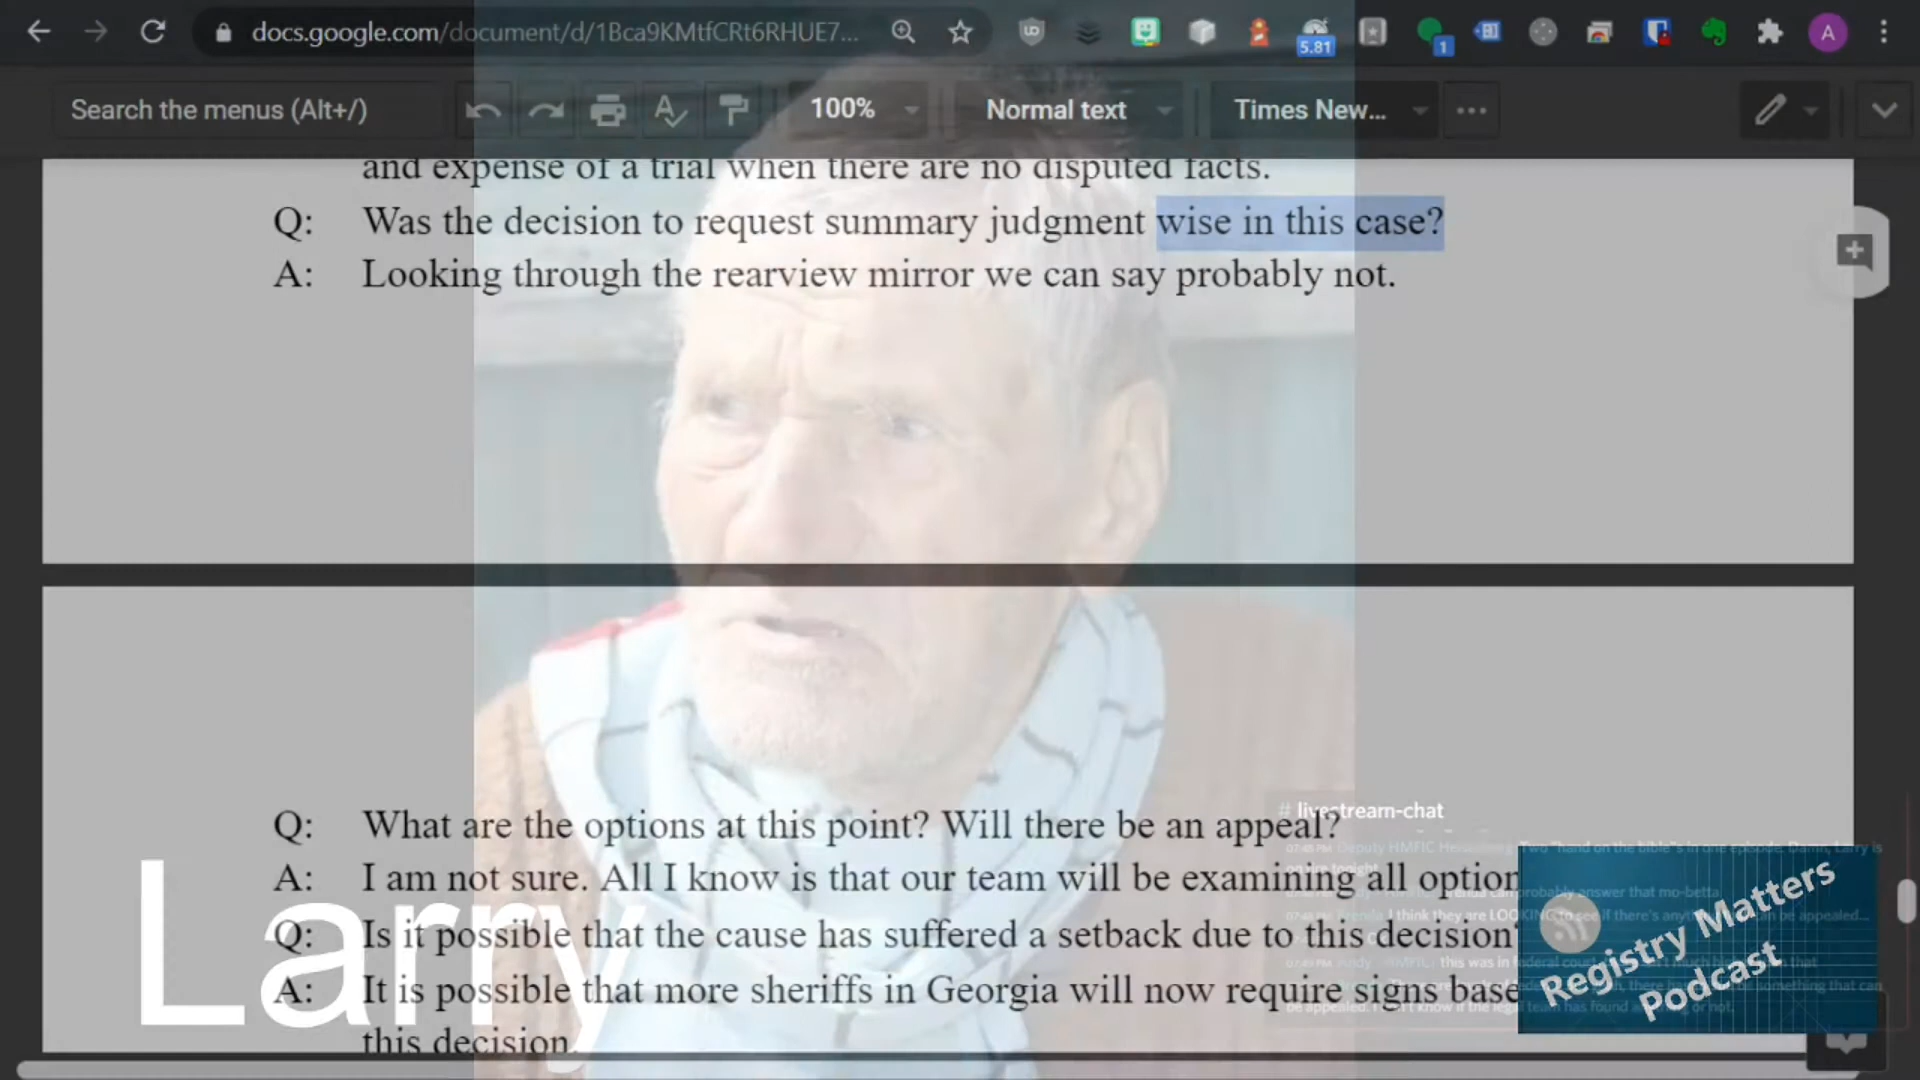 docs.google.com/document/d/1Bca9KMtfCRt6RHUE7...
5.81
1
A
Search the menus (Alt+/)
100%
Normal text
Times New...
and expense of a trial when there are no disputed facts.
Q: Was the decision to request summary judgment wise in this case?
A: Looking through the rearview mirror we can say probably not.
# livestream-chat
Q: What are the options at this point? Will there be an appeal?
A: I am not sure. All I know is that our team will be examining all option
Q: Is it possible that the cause has suffered a setback due to this decision
A: It is possible that more sheriffs in Georgia will now require signs base
this decision.
Larry
Registry Matters
Podcast